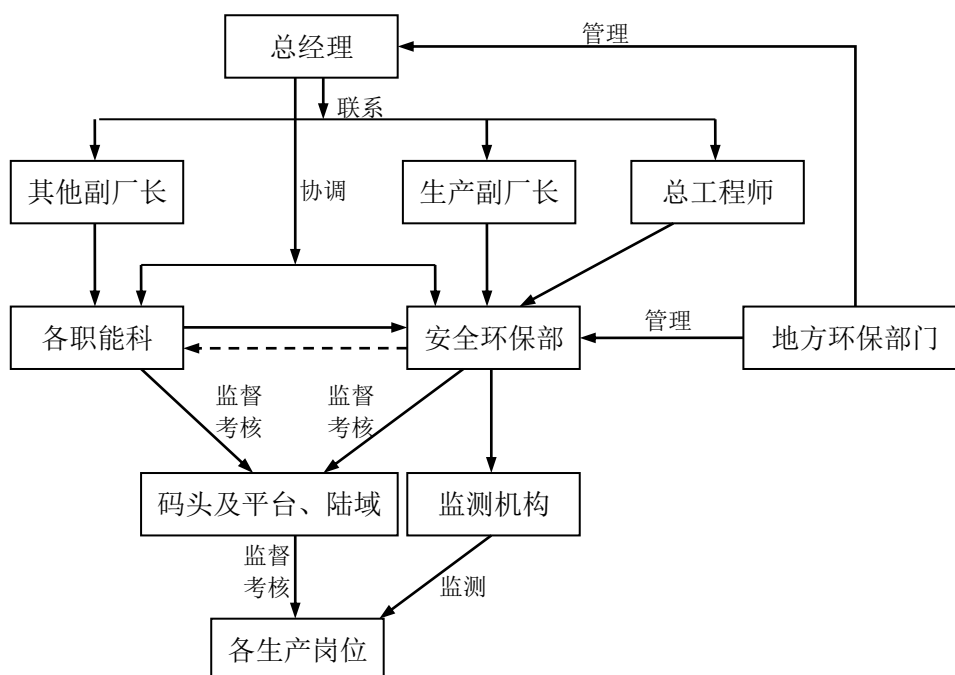 总经理
管理
联系
其他副厂长
协调
生产副厂长
总工程师
各职能科
安全环保部
管理
地方环保部门
监督
考核
监督
考核
码头及平台、陆域
监测机构
监督
考核
监测
各生产岗位